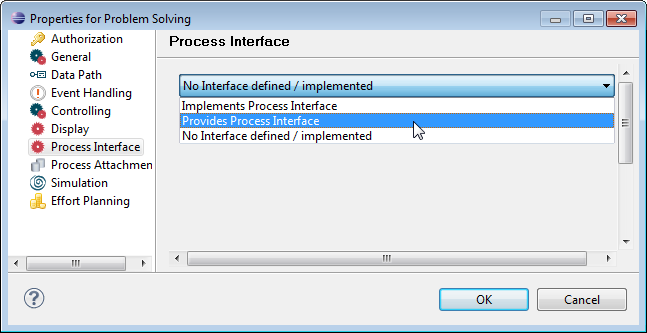 Properties for Problem Solving
Authorization
General
Data Path
Event Handling
Controlling
Display
Process Interface
Process Attachmen
Simulation
Effort Planning
Process Interface
No Interface defined / implemented
Implements Process Interface
Provides Process Interface
No Interface defined / implemented
?
OK
Cancel